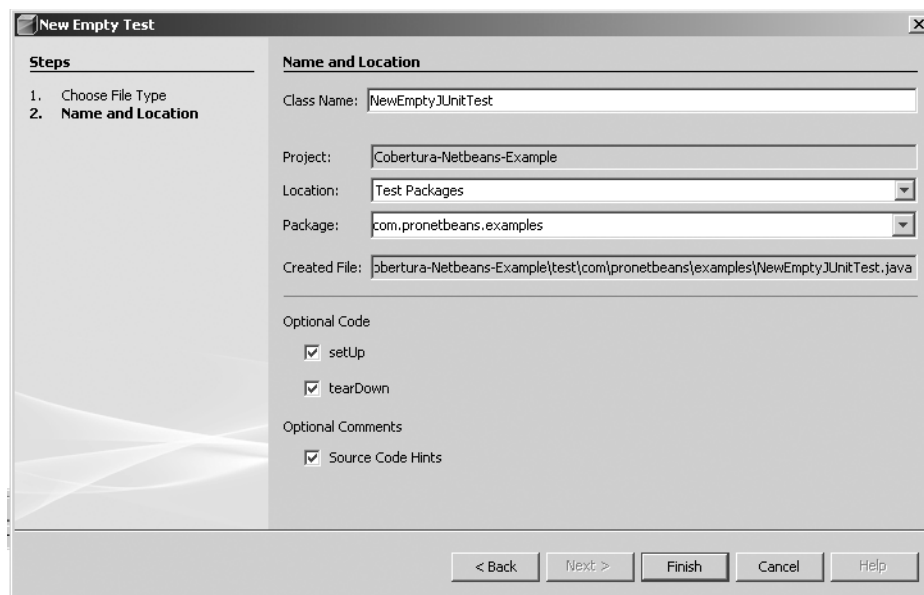 New Empty Test
Steps
1. Choose File Type
2. Name and Location
Name and Location
Class Name: NewEmptyJUnitTest
Project: Cobertura-Netbeans-Example
Location: Test Packages
Package: com.pronetbeans.examples
Created File: obertura-Netbeans-Example\test\com\pronetbeans\examples\NewEmptyJUnitTest.java
Optional Code
setUp
tearDown
Optional Comments
Source Code Hints
< Back Next > Finish Cancel Help